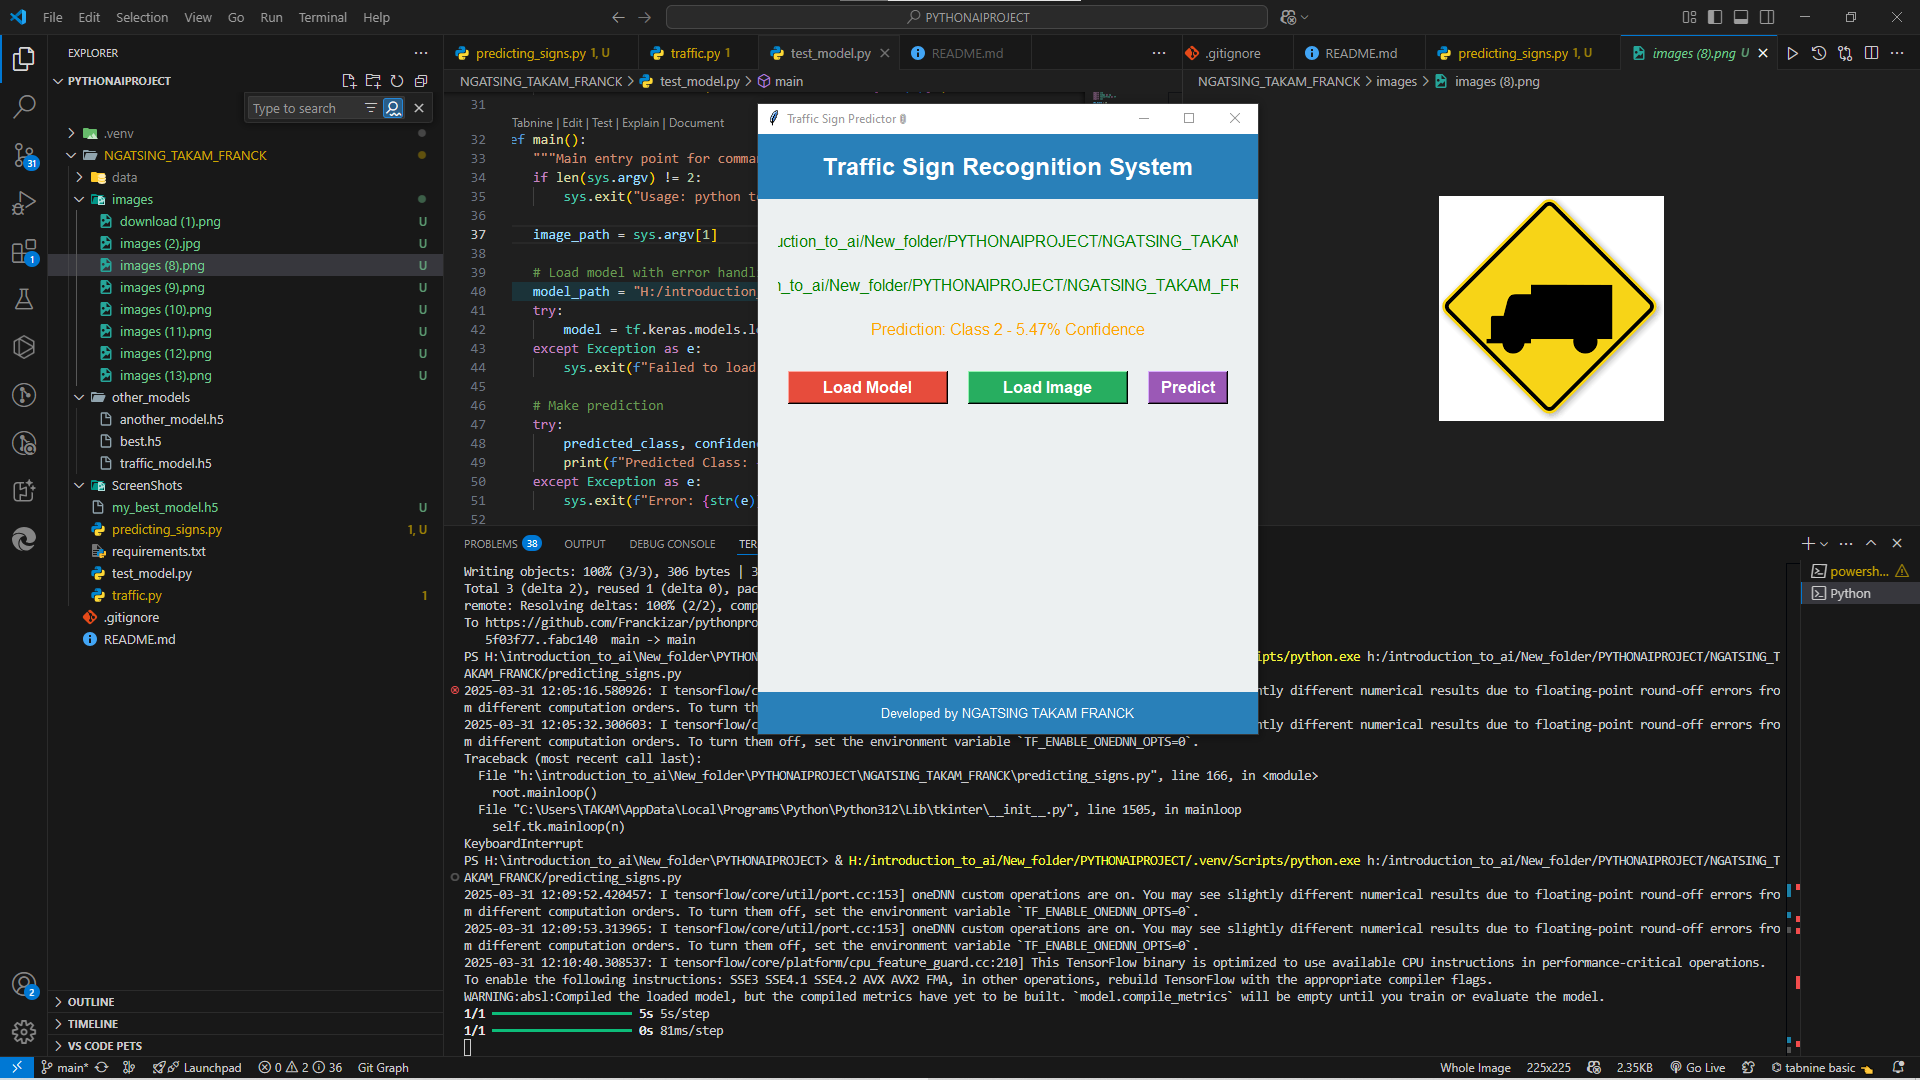 File Edit Selection View Go Run Terminal Help
PYTHONAIPROJECT
EXPLORER
PYTHONAIPROJECT
Type to search
.venv
NGATSING_TAKAM_FRANCK
data
images
download (1).png U
images (2).jpg U
images (8).png U
images (9).png U
images (10).png U
images (11).png U
images (12).png U
images (13).png U
other_models
another_model.h5
best.h5
traffic_model.h5
ScreenShots
my_best_model.h5 U
predicting_signs.py 1, U
requirements.txt
test_model.py
traffic.py 1
.gitignore
README.md
OUTLINE
TIMELINE
VS CODE PETS
31
1
2
predicting_signs.py 1, U traffic.py 1 test_model.py README.md
NGATSING_TAKAM_FRANCK > test_model.py > main
31
Tabnine | Edit | Test | Explain | Document
32 ef main():
33 """Main entry point for comma
34 if len(sys.argv) != 2:
35 sys.exit("Usage: python t
36
37 image_path = sys.argv[1]
38
39 # Load model with error handl
40 model_path = "H:/introduction
41 try:
42 model = tf.keras.models.l
43 except Exception as e:
44 sys.exit(f"Failed to load
45
46 # Make prediction
47 try:
48 predicted_class, confiden
49 print(f"Predicted Class:
50 except Exception as e:
51 sys.exit(f"Error: {str(e)
52
.gitignore README.md predicting_signs.py 1, U images (8).png U
NGATSING_TAKAM_FRANCK > images > images (8).png
Traffic Sign Predictor
Traffic Sign Recognition System
uction_to_ai/New_folder/PYTHONAIPROJECT/NGATSING_TAKAM
n_to_ai/New_folder/PYTHONAIPROJECT/NGATSING_TAKAM_FR
Prediction: Class 2 - 5.47% Confidence
Load Model Load Image Predict
Developed by NGATSING TAKAM FRANCK
PROBLEMS 38 OUTPUT DEBUG CONSOLE TER
powersh...
Python
Writing objects: 100% (3/3), 306 bytes | 3
Total 3 (delta 2), reused 1 (delta 0), pac
remote: Resolving deltas: 100% (2/2), comp
To https://github.com/Franckizar/pythonpro
5f03f77..fabc140 main -> main
PS H:\introduction_to_ai\New_folder\PYTHON ipts/python.exe h:/introduction_to_ai/New_folder/PYTHONAIPROJECT/NGATSING_T
AKAM_FRANCK/predicting_signs.py
2025-03-31 12:05:16.580926: I tensorflow/c ntly different numerical results due to floating-point round-off errors fro
m different computation orders. To turn th
2025-03-31 12:05:32.300603: I tensorflow/c ntly different numerical results due to floating-point round-off errors fro
m different computation orders. To turn them off, set the environment variable `TF_ENABLE_ONEDNN_OPTS=0`.
Traceback (most recent call last):
File "h:\introduction_to_ai\New_folder\PYTHONAIPROJECT\NGATSING_TAKAM_FRANCK\predicting_signs.py", line 166, in <module>
root.mainloop()
File "C:\Users\TAKAM\AppData\Local\Programs\Python\Python312\Lib\tkinter\__init__.py", line 1505, in mainloop
self.tk.mainloop(n)
KeyboardInterrupt
PS H:\introduction_to_ai\New_folder\PYTHONAIPROJECT> & H:/introduction_to_ai/New_folder/PYTHONAIPROJECT/.venv/Scripts/python.exe h:/introduction_to_ai/New_folder/PYTHONAIPROJECT/NGATSING_T
AKAM_FRANCK/predicting_signs.py
2025-03-31 12:09:52.420457: I tensorflow/core/util/port.cc:153] oneDNN custom operations are on. You may see slightly different numerical results due to floating-point round-off errors fro
m different computation orders. To turn them off, set the environment variable `TF_ENABLE_ONEDNN_OPTS=0`.
2025-03-31 12:09:53.313965: I tensorflow/core/util/port.cc:153] oneDNN custom operations are on. You may see slightly different numerical results due to floating-point round-off errors fro
m different computation orders. To turn them off, set the environment variable `TF_ENABLE_ONEDNN_OPTS=0`.
2025-03-31 12:10:40.308537: I tensorflow/core/platform/cpu_feature_guard.cc:210] This TensorFlow binary is optimized to use available CPU instructions in performance-critical operations.
To enable the following instructions: SSE3 SSE4.1 SSE4.2 AVX AVX2 FMA, in other operations, rebuild TensorFlow with the appropriate compiler flags.
WARNING:absl:Compiled the loaded model, but the compiled metrics have yet to be built. `model.compile_metrics` will be empty until you train or evaluate the model.
1/1 5s 5s/step
1/1 0s 81ms/step
main* Launchpad 0 2 36 Git Graph
Whole Image 225x225 2.35KB Go Live tabnine basic